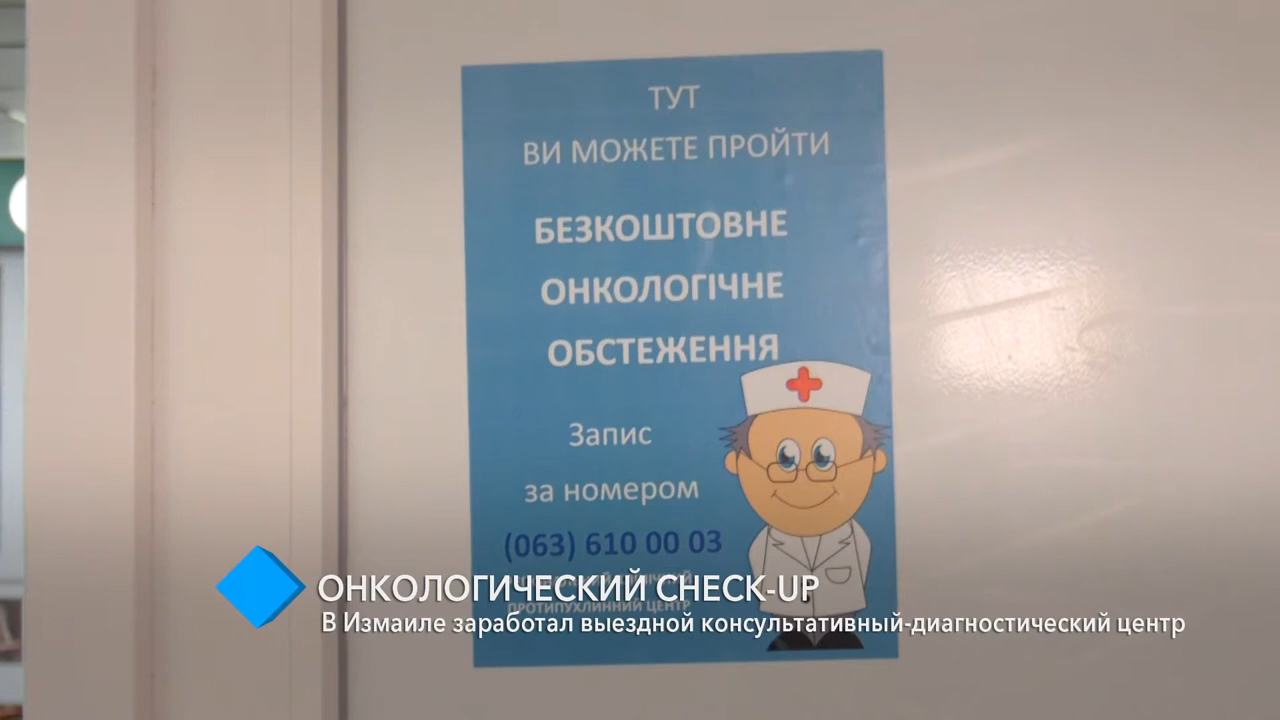 ТУТ
ВИ МОЖЕТЕ ПРОЙТИ
БЕЗКОШТОВНЕ
ОНКОЛОГІЧНЕ
ОБСТЕЖЕННЯ
Запис
за номером
(063) 610 00 03
ПРОТИПУХЛИННИЙ ЦЕНТР
ОНКОЛОГИЧЕСКИЙ CHECK-UP
В Измаиле заработал выездной консультативный-диагностический центр